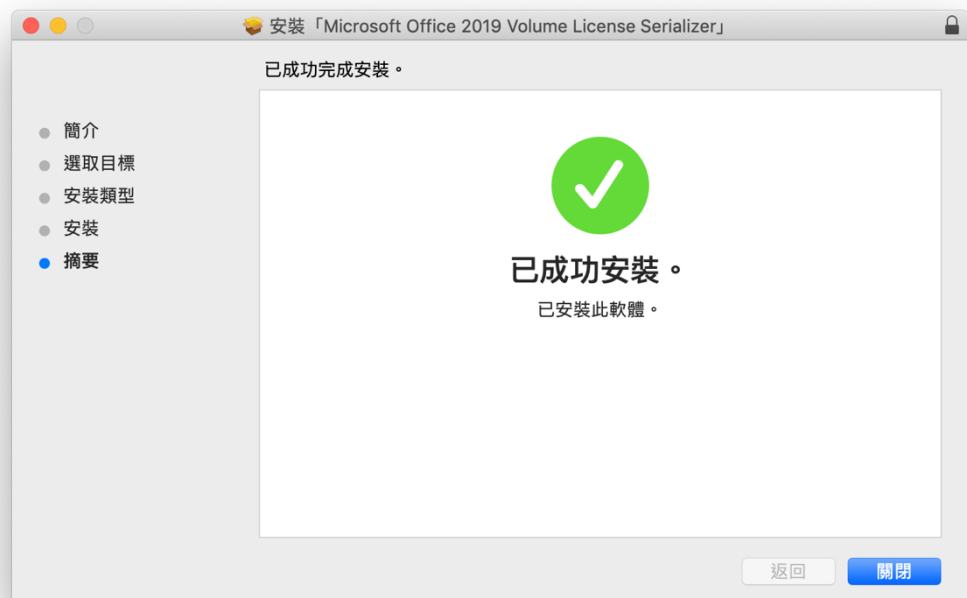 安裝「Microsoft Office 2019 Volume License Serializer」
已成功完成安裝。
簡介
選取目標
安裝類型
安裝
摘要
已成功安裝。
已安裝此軟體。
返回
關閉